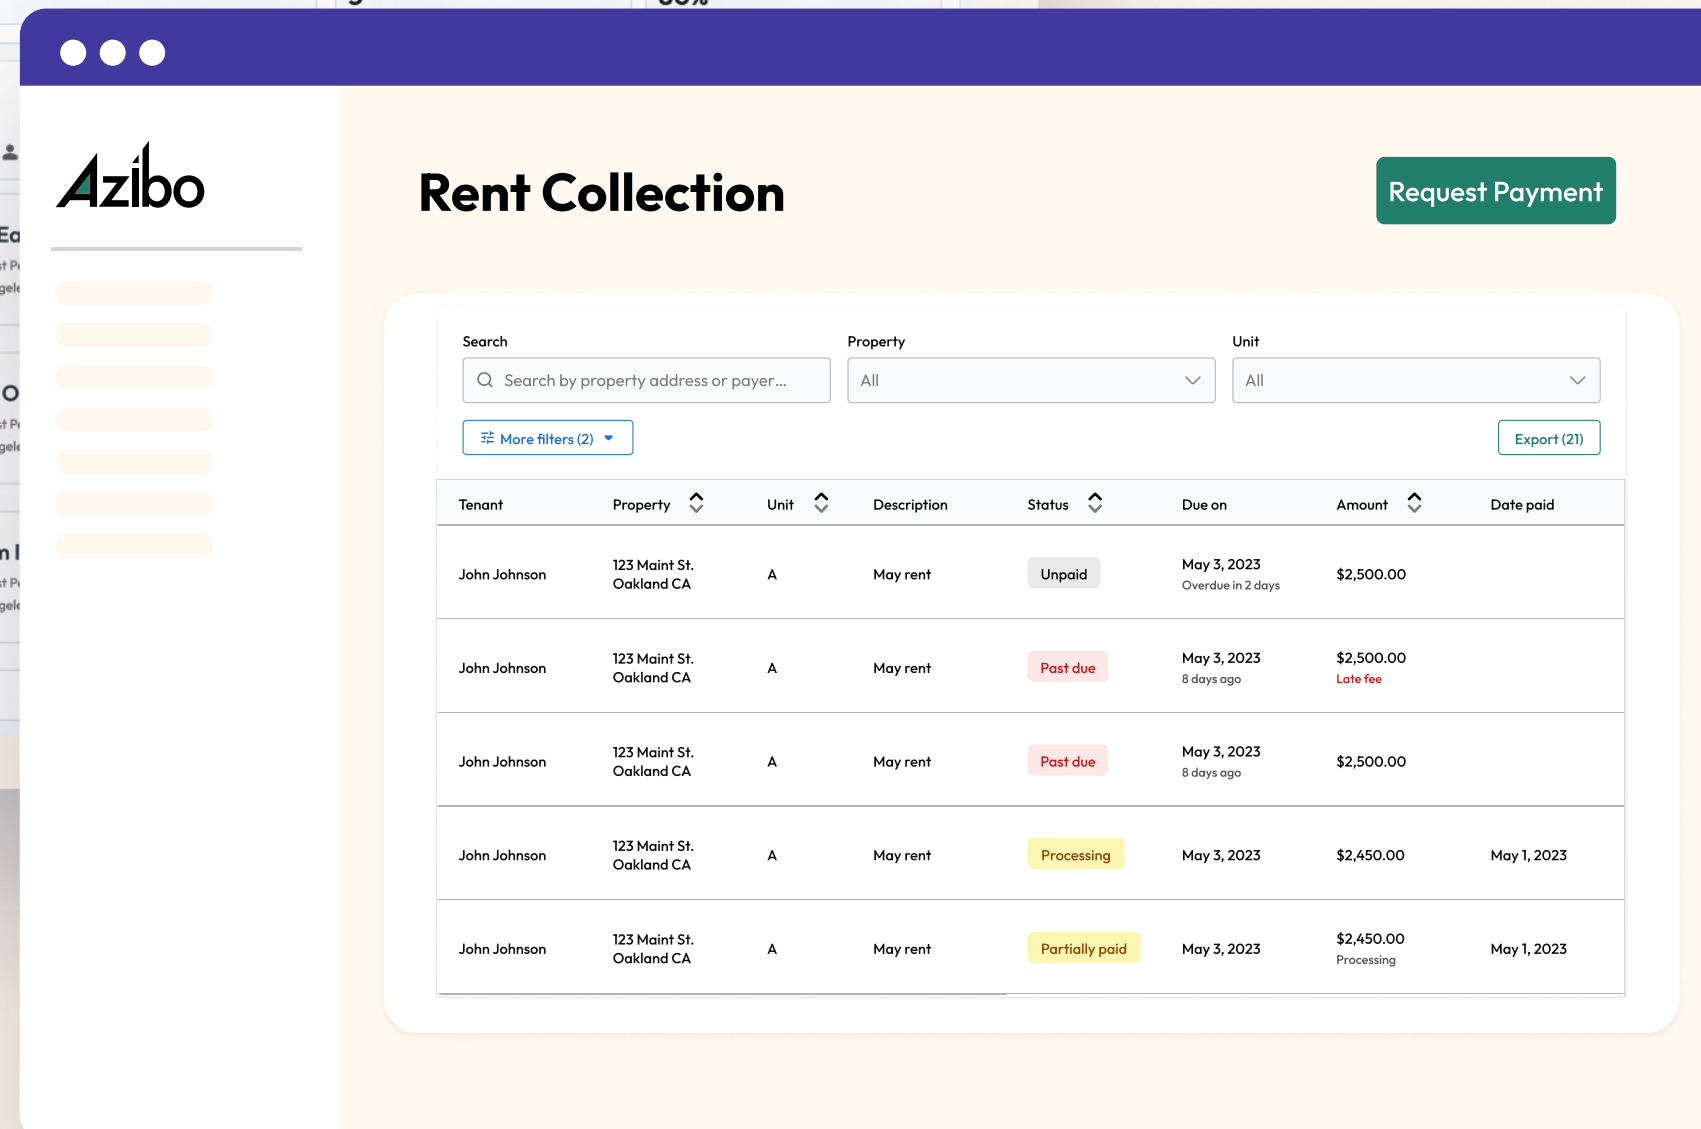 Azibo
Rent Collection
Request Payment
Search
Property
Unit
Search by property address or payer...
All
All
More filters (2)
Export (21)
Tenant
Property
Unit
Description
Status
Due on
Amount
Date paid
John Johnson
123 Maint St.
Oakland CA
A
May rent
Unpaid
May 3, 2023
Overdue in 2 days
$2,500.00
John Johnson
123 Maint St.
Oakland CA
A
May rent
Past due
May 3, 2023
8 days ago
$2,500.00
Late fee
John Johnson
123 Maint St.
Oakland CA
A
May rent
Past due
May 3, 2023
8 days ago
$2,500.00
John Johnson
123 Maint St.
Oakland CA
A
May rent
Processing
May 3, 2023
$2,450.00
May 1, 2023
John Johnson
123 Maint St.
Oakland CA
A
May rent
Partially paid
May 3, 2023
$2,450.00
Processing
May 1, 2023